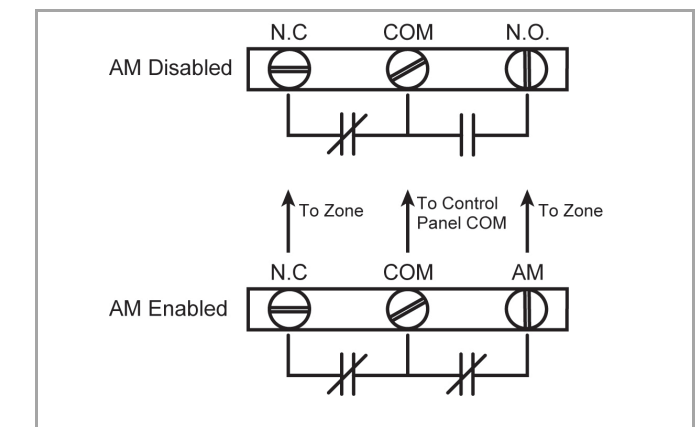 N.C COM N.O.
AM Disabled
To Zone To Control Panel COM To Zone
N.C COM AM
AM Enabled